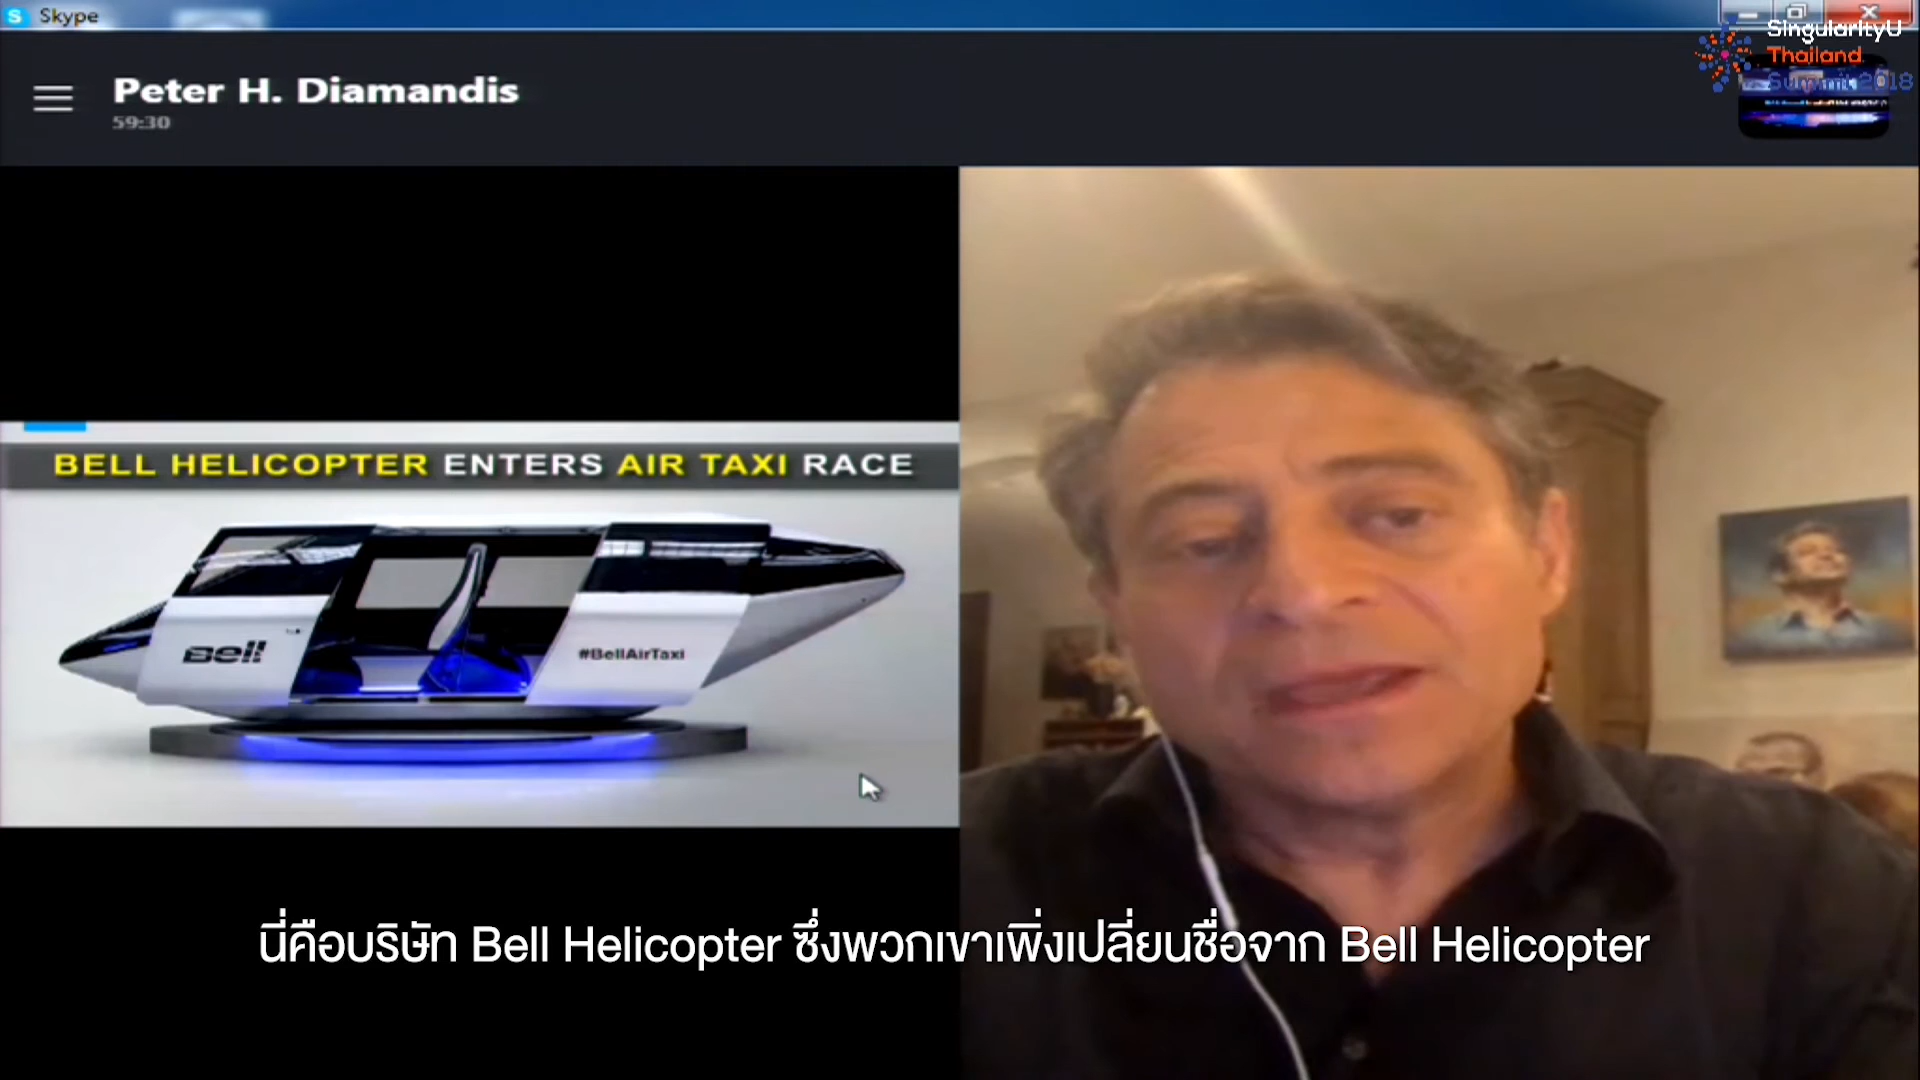 Skype
SingularityU
Thailand
Summit 2018
Peter H. Diamandis
59:30
BELL HELICOPTER ENTERS AIR TAXI RACE
Bell
#BellAirTaxi
นี่คือบริษัท Bell Helicopter ซึ่งพวกเขาเพิ่งเปลี่ยนชื่อจาก Bell Helicopter